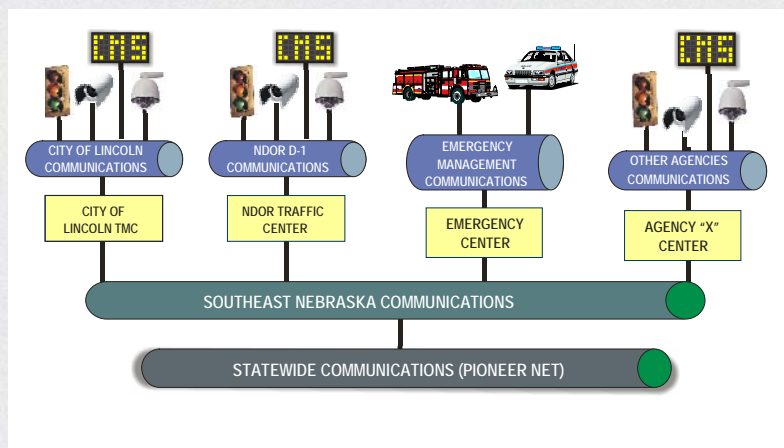 CMS
CMS
CMS
CITY OF LINCOLN
COMMUNICATIONS
NDOR D-1
COMMUNICATIONS
EMERGENCY
MANAGEMENT
COMMUNICATIONS
OTHER AGENCIES
COMMUNICATIONS
CITY OF
LINCOLN TMC
NDOR TRAFFIC
CENTER
EMERGENCY
CENTER
AGENCY “X”
CENTER
SOUTHEAST NEBRASKA COMMUNICATIONS
STATEWIDE COMMUNICATIONS (PIONEER NET)